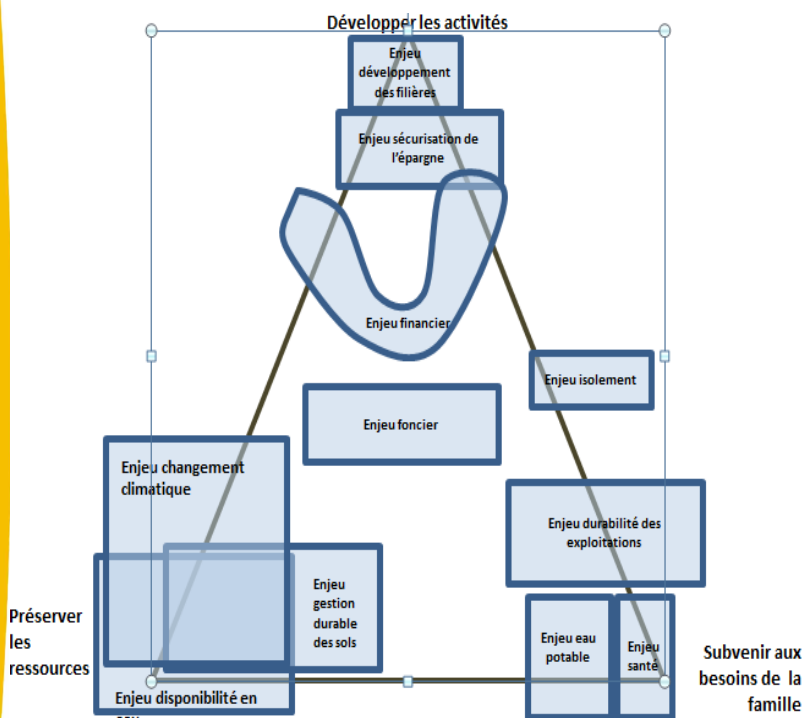 Développer les activités
Enjeu
développement
des filières
Enjeu sécurisation de
l'épargne
Enjeu financier
Enjeu isolement
Enjeu foncier
Enjeu changement
climatique
Enjeu durabilité des
exploitations
Enjeu
gestion
durable
des sols
Enjeu eau
potable
Enjeu
santé
Préserver
les
ressources
Subvenir aux
besoins de la
famille
Enjeu disponibilité en